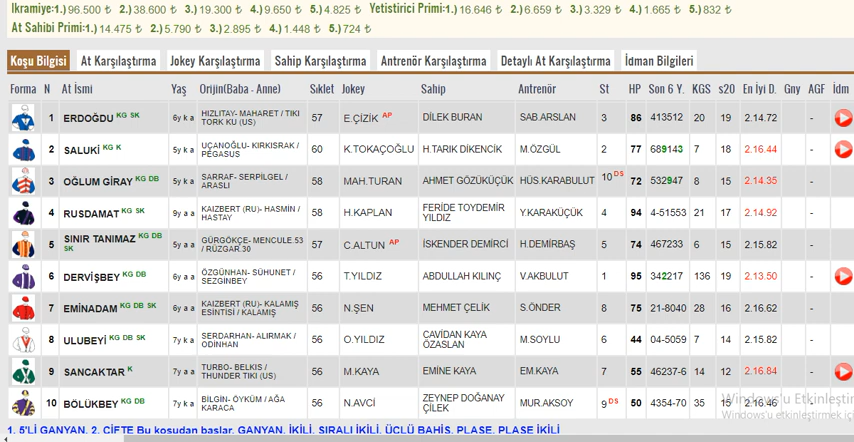 Ikramiye:1.) 96.500 ₺ 2.) 38.600 ₺ 3.) 19.300 ₺ 4.) 9.650 ₺ 5.) 4.825 ₺ Yetistirici Primi:1.) 16.646 ₺ 2.) 6.659 ₺ 3.) 3.329 ₺ 4.) 1.665 ₺ 5.) 832 ₺
At Sahibi Primi:1.) 14.475 ₺ 2.) 5.790 ₺ 3.) 2.895 ₺ 4.) 1.448 ₺ 5.) 724 ₺
Koşu Bilgisi At Karşılaştırma Jokey Karşılaştırma Sahip Karşılaştırma Antrenör Karşılaştırma Detaylı At Karşılaştırma İdman Bilgileri
Forma N At İsmi Yaş Orijin(Baba - Anne) Sıklet Jokey Sahip Antrenör St HP Son 6 Y. KGS s20 En İyi D. Gny AGF İdm
1 ERDOĞDU KG SK 6y k a HIZLITAY- MAHARET / TIKI TORK KU (US) 57 E.ÇİZİK AP DİLEK BURAN SAB.ARSLAN 3 86 413512 20 19 2.14.72 -
2 SALUKİ KG K 5y k a UÇANOĞLU- KIRKISRAK / PEGASUS 60 K.TOKAÇOĞLU H.TARIK DİKENCİK M.ÖZGÜL 2 77 689143 7 18 2.16.44 -
3 OĞLUM GİRAY KG DB 5y k a SARRAF- SERPİLGEL / ARASLI 58 MAH.TURAN AHMET GÖZÜKÜÇÜK HÜS.KARABULUT 10 DS 72 532947 8 15 2.14.35 -
4 RUSDAMAT KG SK 9y a a KAIZBERT (RU)- HASMİN / HASTAY 58 H.KAPLAN FERİDE TOYDEMİR YILDIZ Y.KARAKÜÇÜK 4 94 4-51553 21 17 2.14.92 -
5 SINIR TANIMAZ KG DB SK 5y a a GÜRGÖKÇE- MENCULE 53 / RÜZGAR 30 57 C.ALTUN AP İSKENDER DEMİRCİ H.DEMİRBAŞ 5 74 467233 6 15 2.15.82 -
6 DERVİŞBEY KG DB 6y a a ÖZGÜNHAN- SÜHUNET / SEZGINBEY 56 T.YILDIZ ABDULLAH KILINÇ V.AKBULUT 1 95 342217 136 19 2.13.50 -
7 EMİNADAM KG DB SK 6y a a KAIZBERT (RU)- KALAMIŞ ESİNTİSİ / KALAMIŞ 56 N.ŞEN MEHMET ÇELİK S.ÖNDER 8 75 21-8040 28 16 2.16.62 -
8 ULUBEYİ KG DB SK 7y k a SERDARHAN- ALIRMAK / ODİNHAN 56 O.YILDIZ CAVİDAN KAYA ÖZASLAN M.SOYLU 6 44 04-5059 7 14 2.15.82 -
9 SANCAKTAR K 7y a a TURBO- BELKIS / THUNDER TIKI (US) 56 M.KAYA EMİNE KAYA EM.KAYA 7 55 46237-6 14 12 2.16.84 -
10 BÖLÜKBEY KG DB 7y k a BILGIN- ÖYKÜM / AĞA KARACA 56 N.AVCİ ZEYNEP DOĞANAY ÇİLEK MUR.AKSOY 9 DS 50 4354-70 35 15 2.16.46 -
Windows'u Etkinleştir
Windows'u etkinleştirmek iç
1. 5'Lİ GANYAN, 2. ÇİFTE Bu kosudan başlar. GANYAN, İKİLİ, SIRALI İKİLİ, ÜÇLÜ BAHİS, PLASE, PLASE İKİLİ